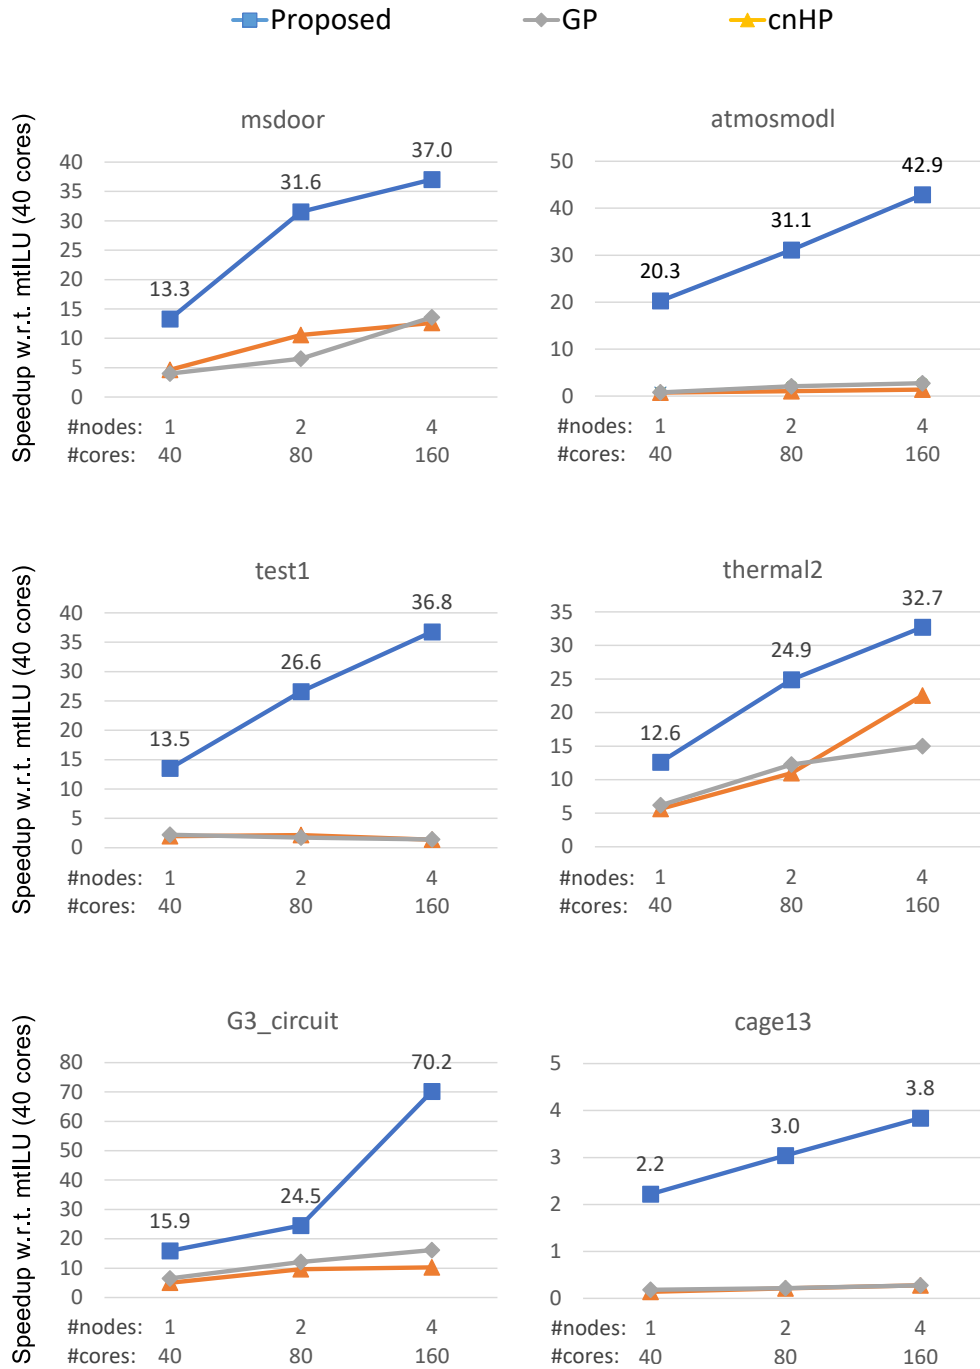 Proposed GP cnHP
msdoor
Speedup w.r.t. mtILU (40 cores)
40
35
30
25
20
15
10
5
0
13.3
31.6
37.0
#nodes: 1 2 4
#cores: 40 80 160
atmosmodl
50
40
30
20
10
0
20.3
31.1
42.9
#nodes: 1 2 4
#cores: 40 80 160
test1
Speedup w.r.t. mtILU (40 cores)
40
35
30
25
20
15
10
5
0
13.5
26.6
36.8
#nodes: 1 2 4
#cores: 40 80 160
thermal2
35
30
25
20
15
10
5
0
12.6
24.9
32.7
#nodes: 1 2 4
#cores: 40 80 160
G3_circuit
Speedup w.r.t. mtILU (40 cores)
80
70
60
50
40
30
20
10
0
15.9
24.5
70.2
#nodes: 1 2 4
#cores: 40 80 160
cage13
5
4
3
2
1
0
2.2
3.0
3.8
#nodes: 1 2 4
#cores: 40 80 160